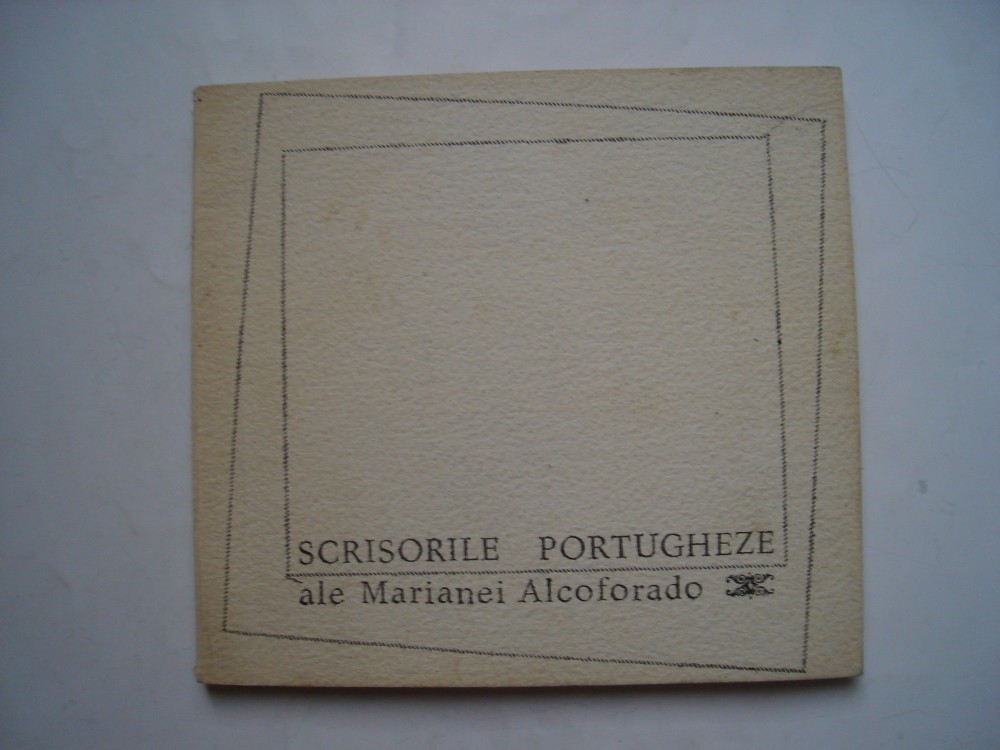 SCRISORILE PORTUGHEZE
ale Marianei Alcoforado